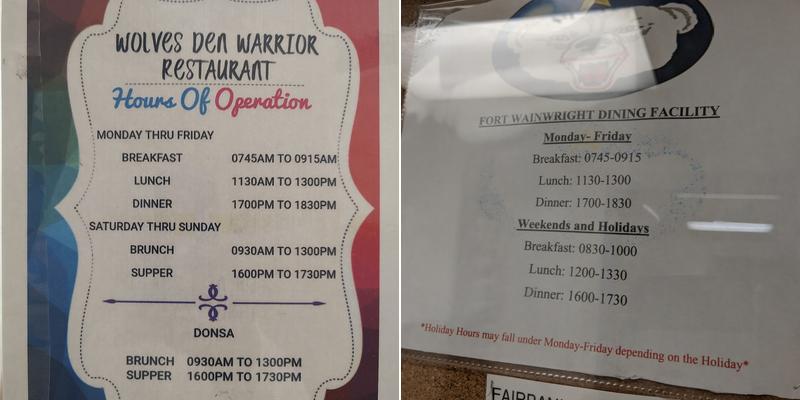 WOLVES DEN WARRIOR
RESTAURANT
Hours Of Operation
MONDAY THRU FRIDAY
BREAKFAST 0745AM TO 0915AM
LUNCH 1130AM TO 1300PM
DINNER 1700PM TO 1830PM
SATURDAY THRU SUNDAY
BRUNCH 0930AM TO 1300PM
SUPPER 1600PM TO 1730PM
DONSA
BRUNCH 0930AM TO 1300PM
SUPPER 1600PM TO 1730PM
FORT WAINWRIGHT DINING FACILITY
Monday- Friday
Breakfast: 0745-0915
Lunch: 1130-1300
Dinner: 1700-1830
Weekends and Holidays
Breakfast: 0830-1000
Lunch: 1200-1330
Dinner: 1600-1730
*Holiday Hours may fall under Monday-Friday depending on the Holiday*